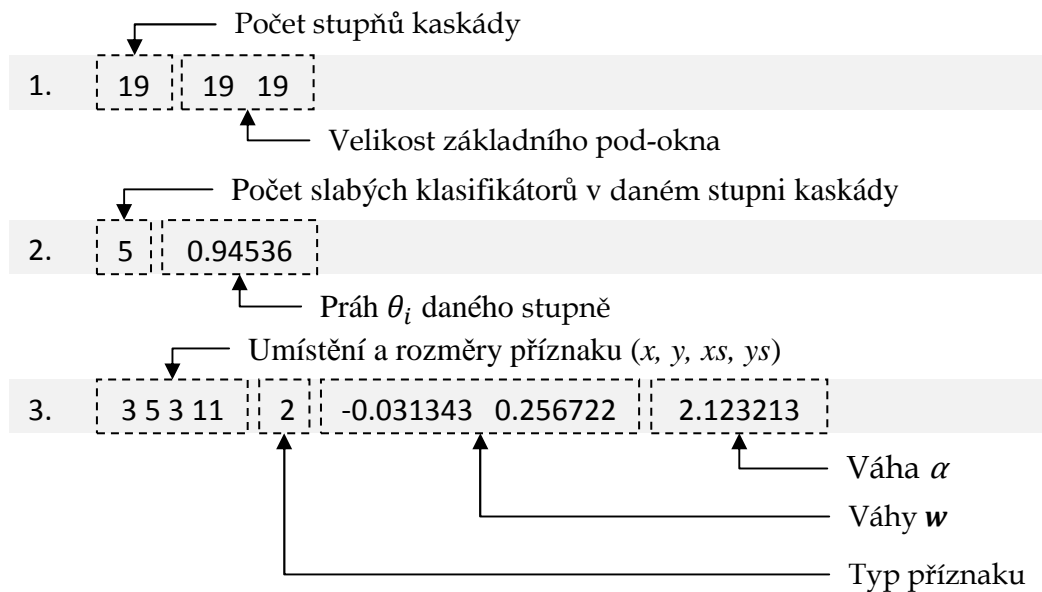 Počet stupňů kaskády
1. 19 19 19
Velikost základního pod-okna
Počet slabých klasifikátorů v daném stupni kaskády
2. 5 0.94536
Práh θᵢ daného stupně
Umístění a rozměry příznaku (x, y, xs, ys)
3. 3 5 3 11 2 -0.031343 0.256722 2.123213
Váha α
Váhy w
Typ příznaku